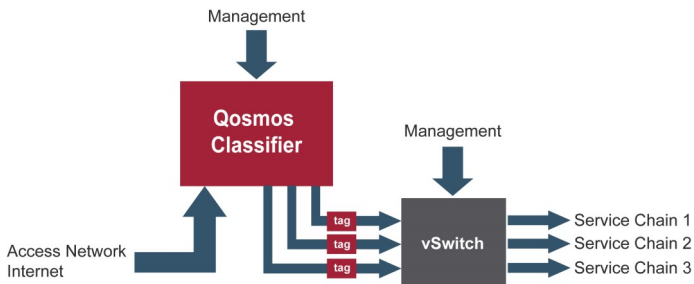 Management
Qosmos
Classifier
Management
tag
Service Chain 1
tag
vSwitch
Service Chain 2
Access Network
Internet
tag
Service Chain 3